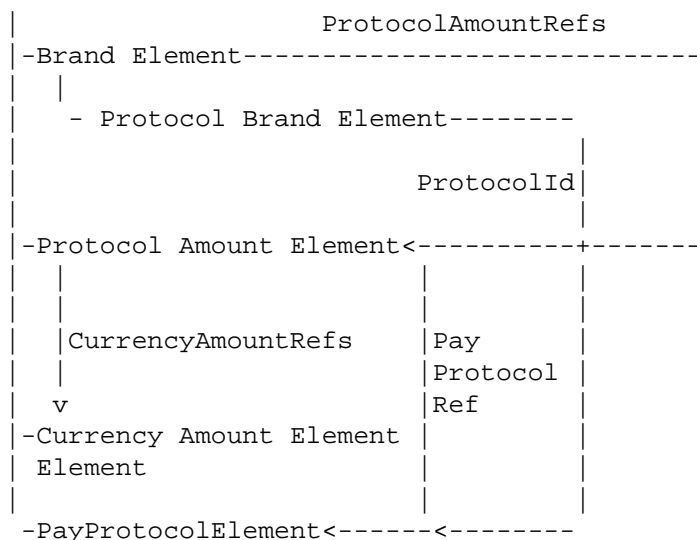 ProtocolAmountRefs
-Brand Element-----------------------------
- Protocol Brand Element--------
ProtocolId
-Protocol Amount Element<----------+-------
CurrencyAmountRefs Pay
Protocol
v Ref
-Currency Amount Element
Element
-PayProtocolElement<------<--------